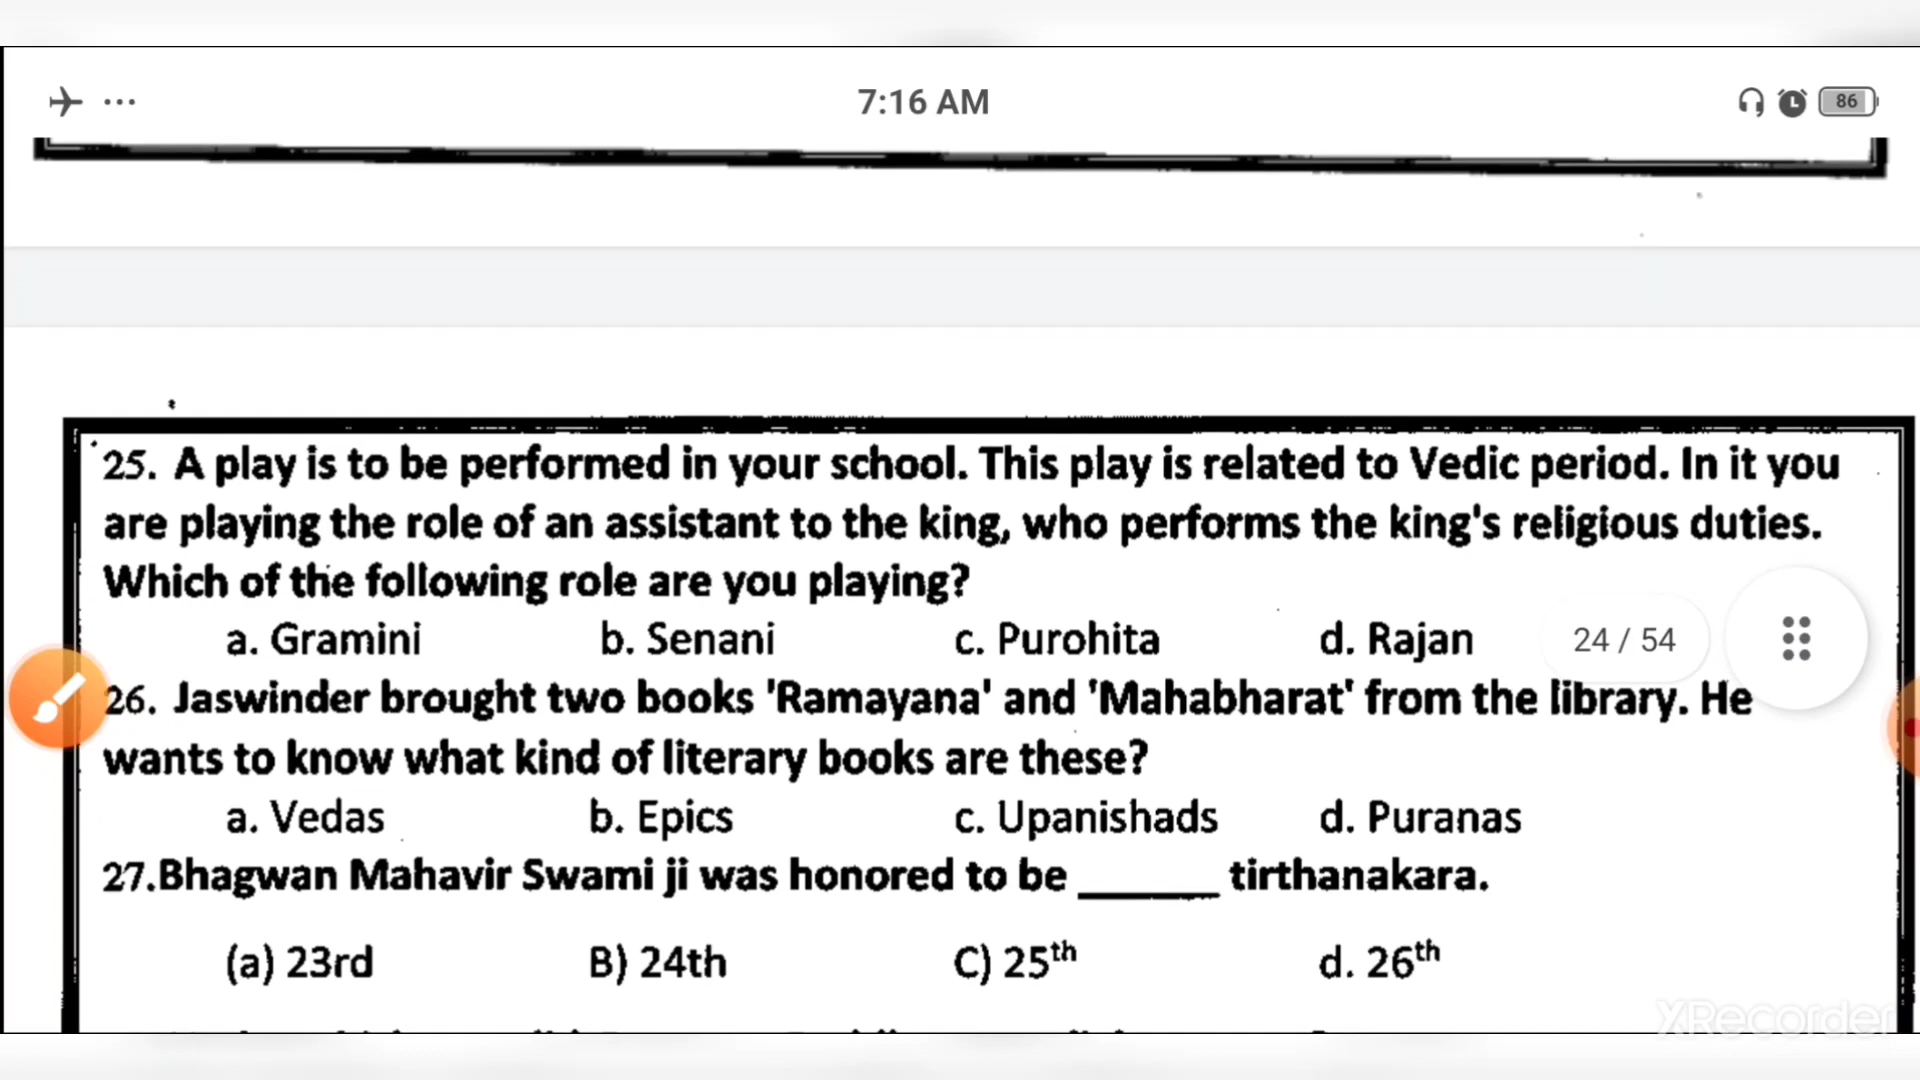 ...
7:16 AM
86
25. A play is to be performed in your school. This play is related to Vedic period. In it you
are playing the role of an assistant to the king, who performs the king's religious duties.
Which of the following role are you playing?
a. Gramini b. Senani c. Purohita d. Rajan
24 / 54
26. Jaswinder brought two books 'Ramayana' and 'Mahabharat' from the library. He
wants to know what kind of literary books are these?
a. Vedas b. Epics c. Upanishads d. Puranas
27.Bhagwan Mahavir Swami ji was honored to be ______ tirthanakara.
(a) 23rd B) 24th C) 25th d. 26th
XRecorder